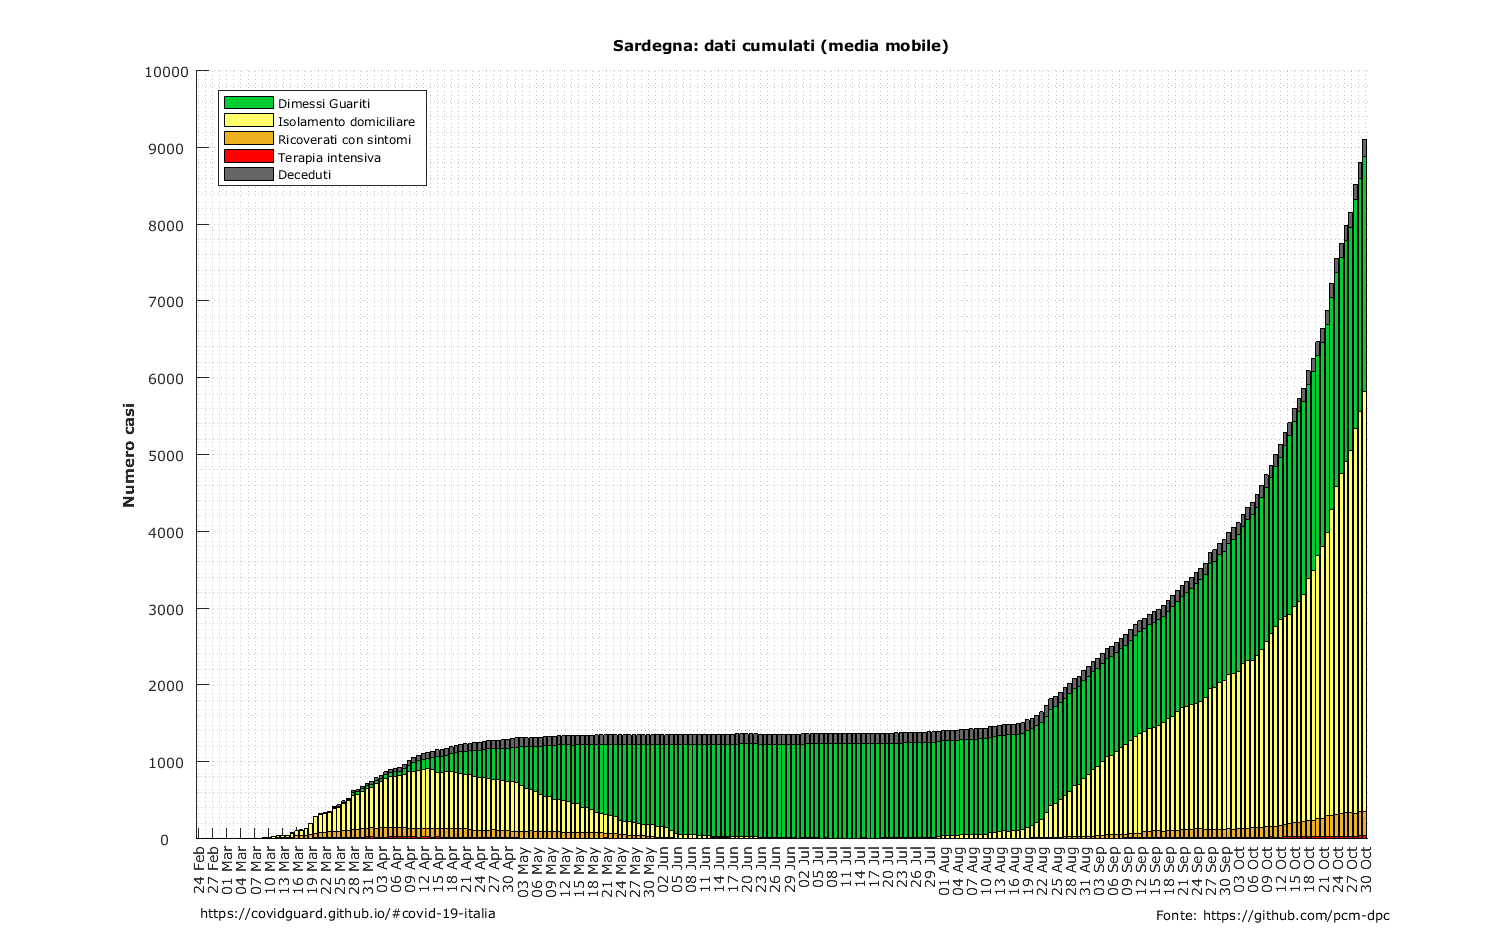 Sardegna: dati cumulati (media mobile)
10000
9000
8000
7000
6000
5000
4000
3000
2000
1000
0
Numero casi
Dimessi Guariti
Isolamento domiciliare
Ricoverati con sintomi
Terapia intensiva
Deceduti
24 Feb
27 Feb
01 Mar
04 Mar
07 Mar
10 Mar
13 Mar
16 Mar
19 Mar
22 Mar
25 Mar
28 Mar
31 Mar
03 Apr
06 Apr
09 Apr
12 Apr
15 Apr
18 Apr
21 Apr
24 Apr
27 Apr
30 Apr
03 May
06 May
09 May
12 May
15 May
18 May
21 May
24 May
27 May
30 May
02 Jun
05 Jun
08 Jun
11 Jun
14 Jun
17 Jun
20 Jun
23 Jun
26 Jun
29 Jun
02 Jul
05 Jul
08 Jul
11 Jul
14 Jul
17 Jul
20 Jul
23 Jul
26 Jul
29 Jul
01 Aug
04 Aug
07 Aug
10 Aug
13 Aug
16 Aug
19 Aug
22 Aug
25 Aug
28 Aug
31 Aug
03 Sep
06 Sep
09 Sep
12 Sep
15 Sep
18 Sep
21 Sep
24 Sep
27 Sep
30 Sep
03 Oct
06 Oct
09 Oct
12 Oct
15 Oct
18 Oct
21 Oct
24 Oct
27 Oct
30 Oct
https://covidguard.github.io/#covid-19-italia
Fonte: https://github.com/pcm-dpc